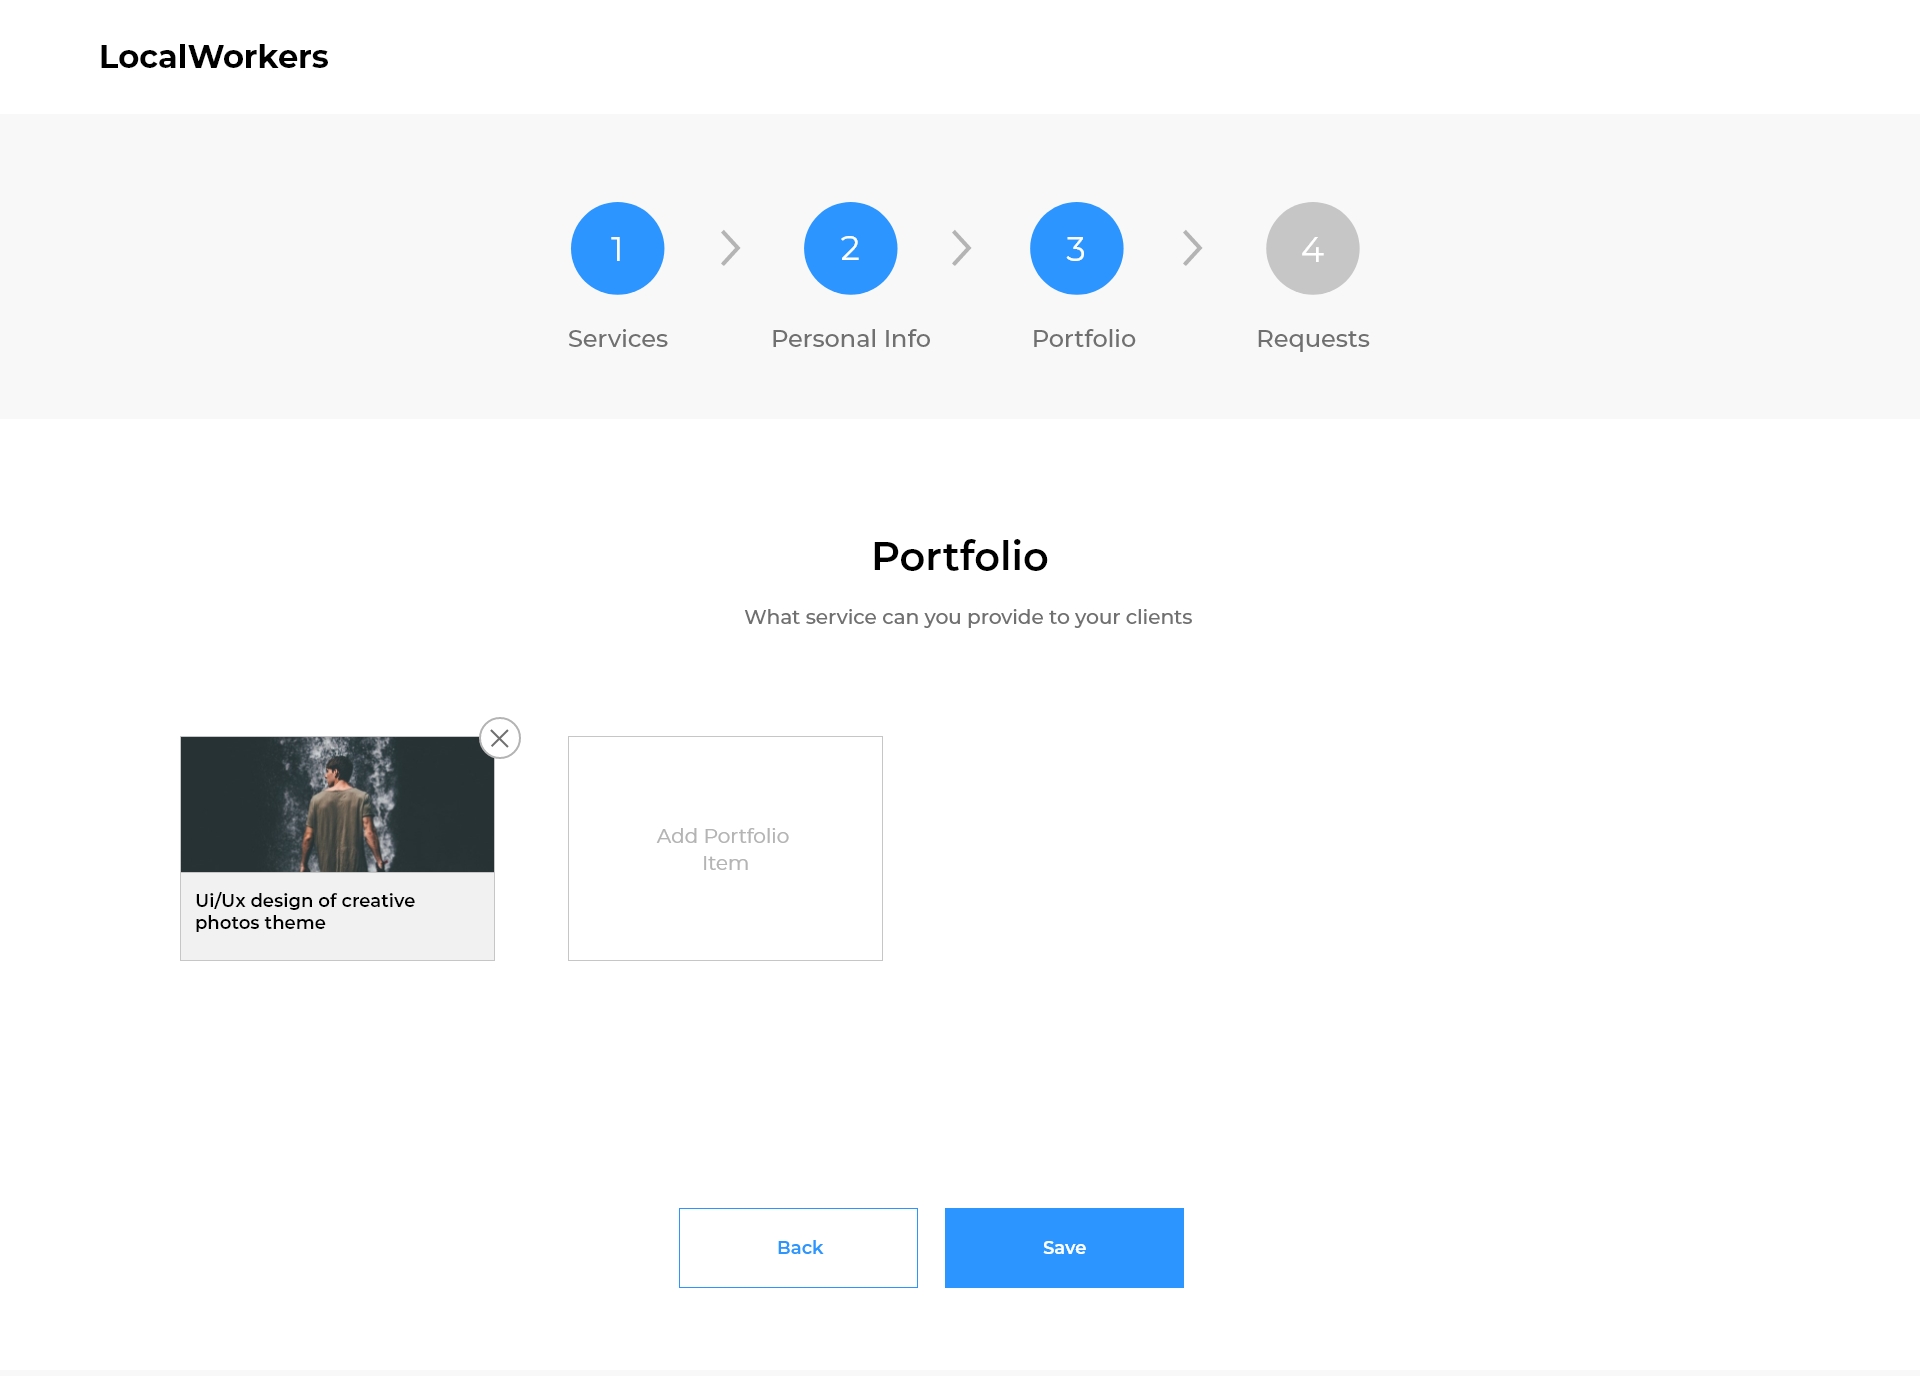 LocalWorkers
1
2
3
4
Services
Personal Info
Portfolio
Requests
Portfolio
What service can you provide to your clients
Ui/Ux design of creative
photos theme
Add Portfolio
Item
Back
Save